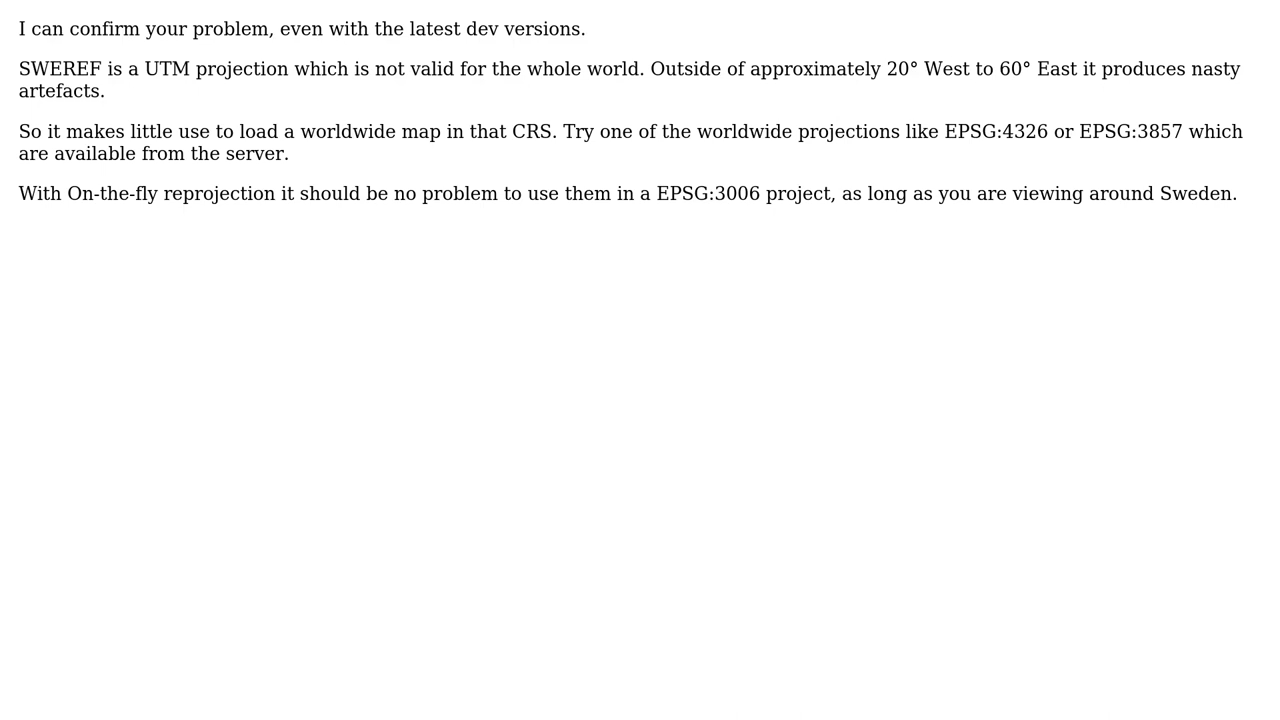 I can confirm your problem, even with the latest dev versions.
SWEREF is a UTM projection which is not valid for the whole world. Outside of approximately 20° West to 60° East it produces nasty
artefacts.
So it makes little use to load a worldwide map in that CRS. Try one of the worldwide projections like EPSG:4326 or EPSG:3857 which
are available from the server.
With On-the-fly reprojection it should be no problem to use them in a EPSG:3006 project, as long as you are viewing around Sweden.